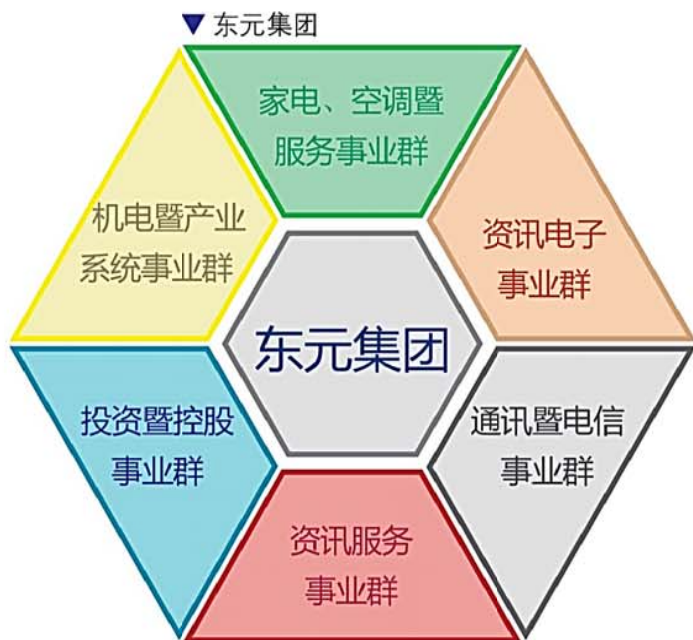 ▼ 东元集团
家电、空调暨
服务事业群
机电暨产业
系统事业群
资讯电子
事业群
东元集团
投资暨控股
事业群
通讯暨电信
事业群
资讯服务
事业群